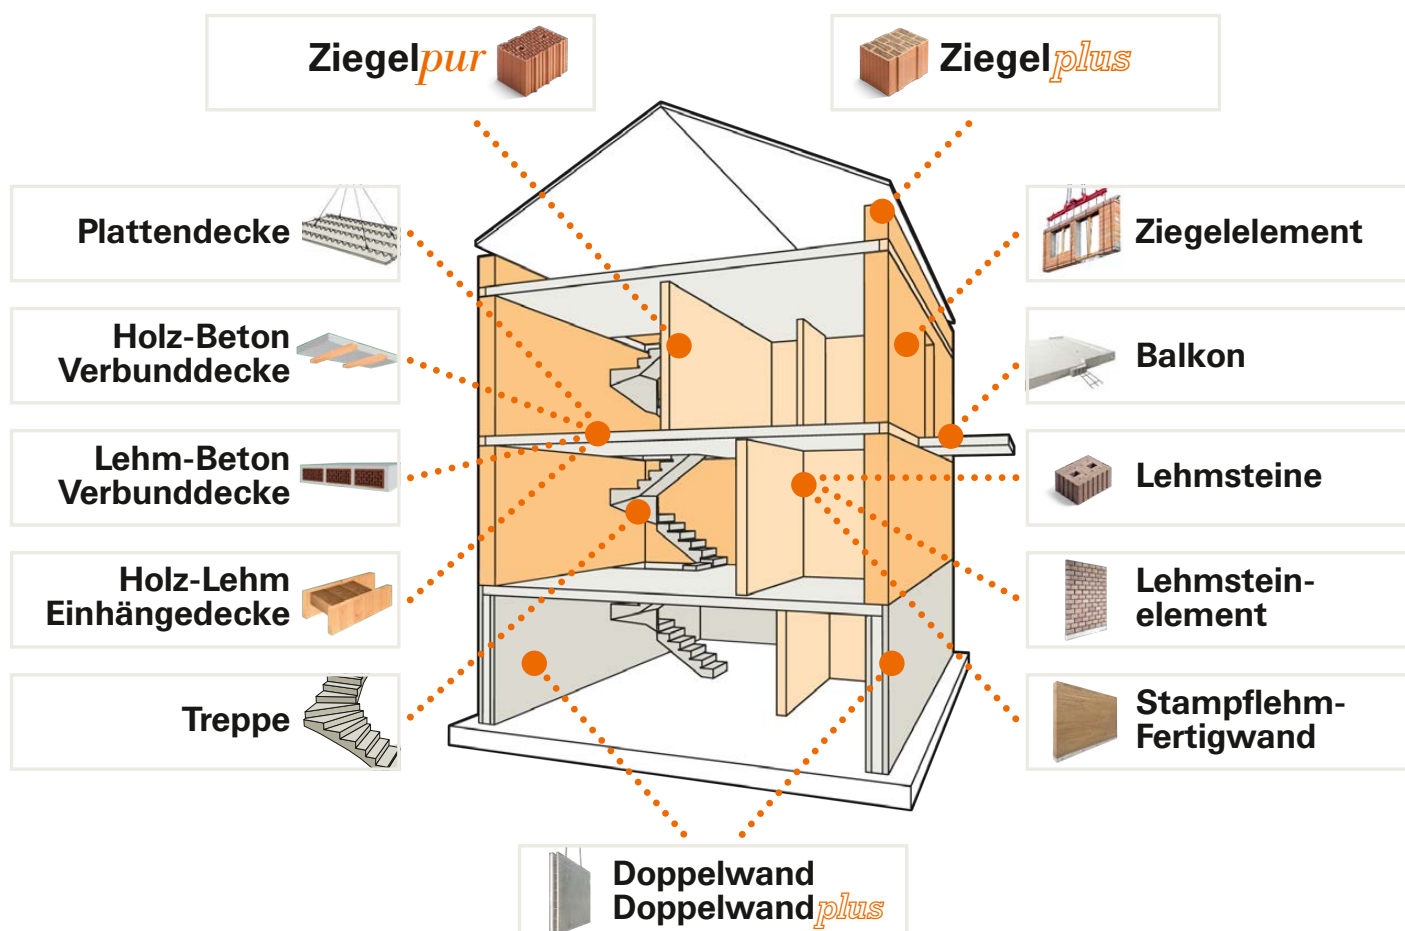 Ziegelpur
Ziegelplus
Plattendecke
Holz-Beton
Verbunddecke
Lehm-Beton
Verbunddecke
Holz-Lehm
Einhängedecke
Treppe
Ziegelelement
Balkon
Lehmsteine
Lehmstein-
element
Stampflehm-
Fertigwand
Doppelwand
Doppelwandplus